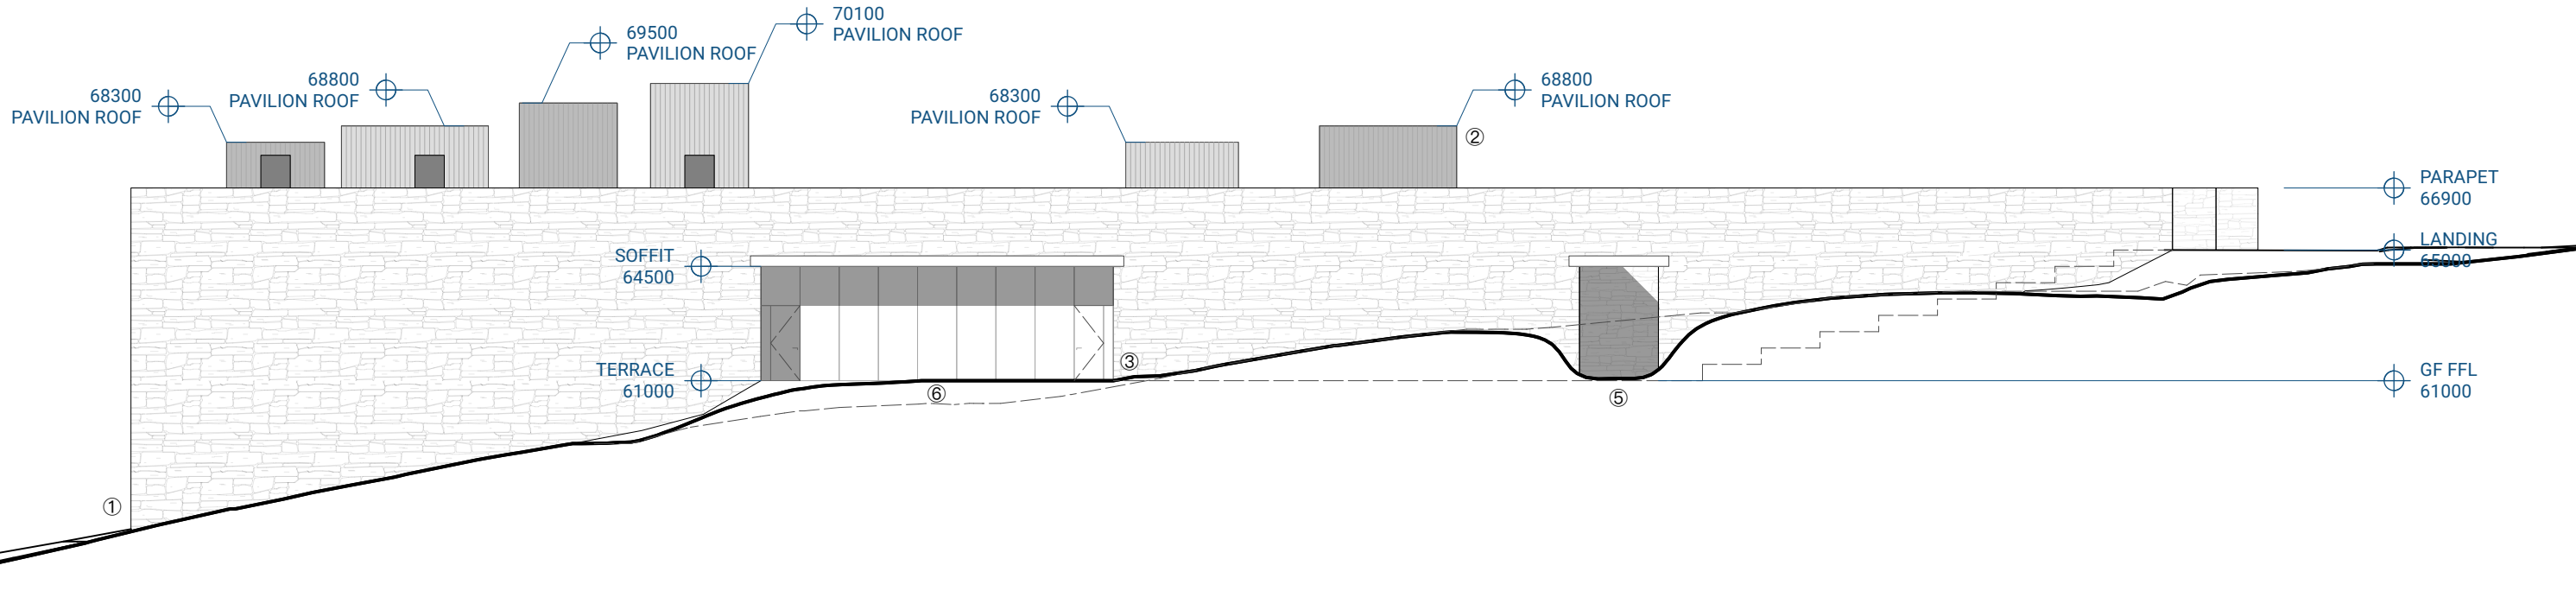 70100
PAVILION ROOF
69500
PAVILION ROOF
68800
PAVILION ROOF
68300
PAVILION ROOF
68300
PAVILION ROOF
68800
PAVILION ROOF
②
PARAPET
66900
LANDING
65000
SOFFIT
64500
TERRACE
61000
③
⑥
⑤
GF FFL
61000
①